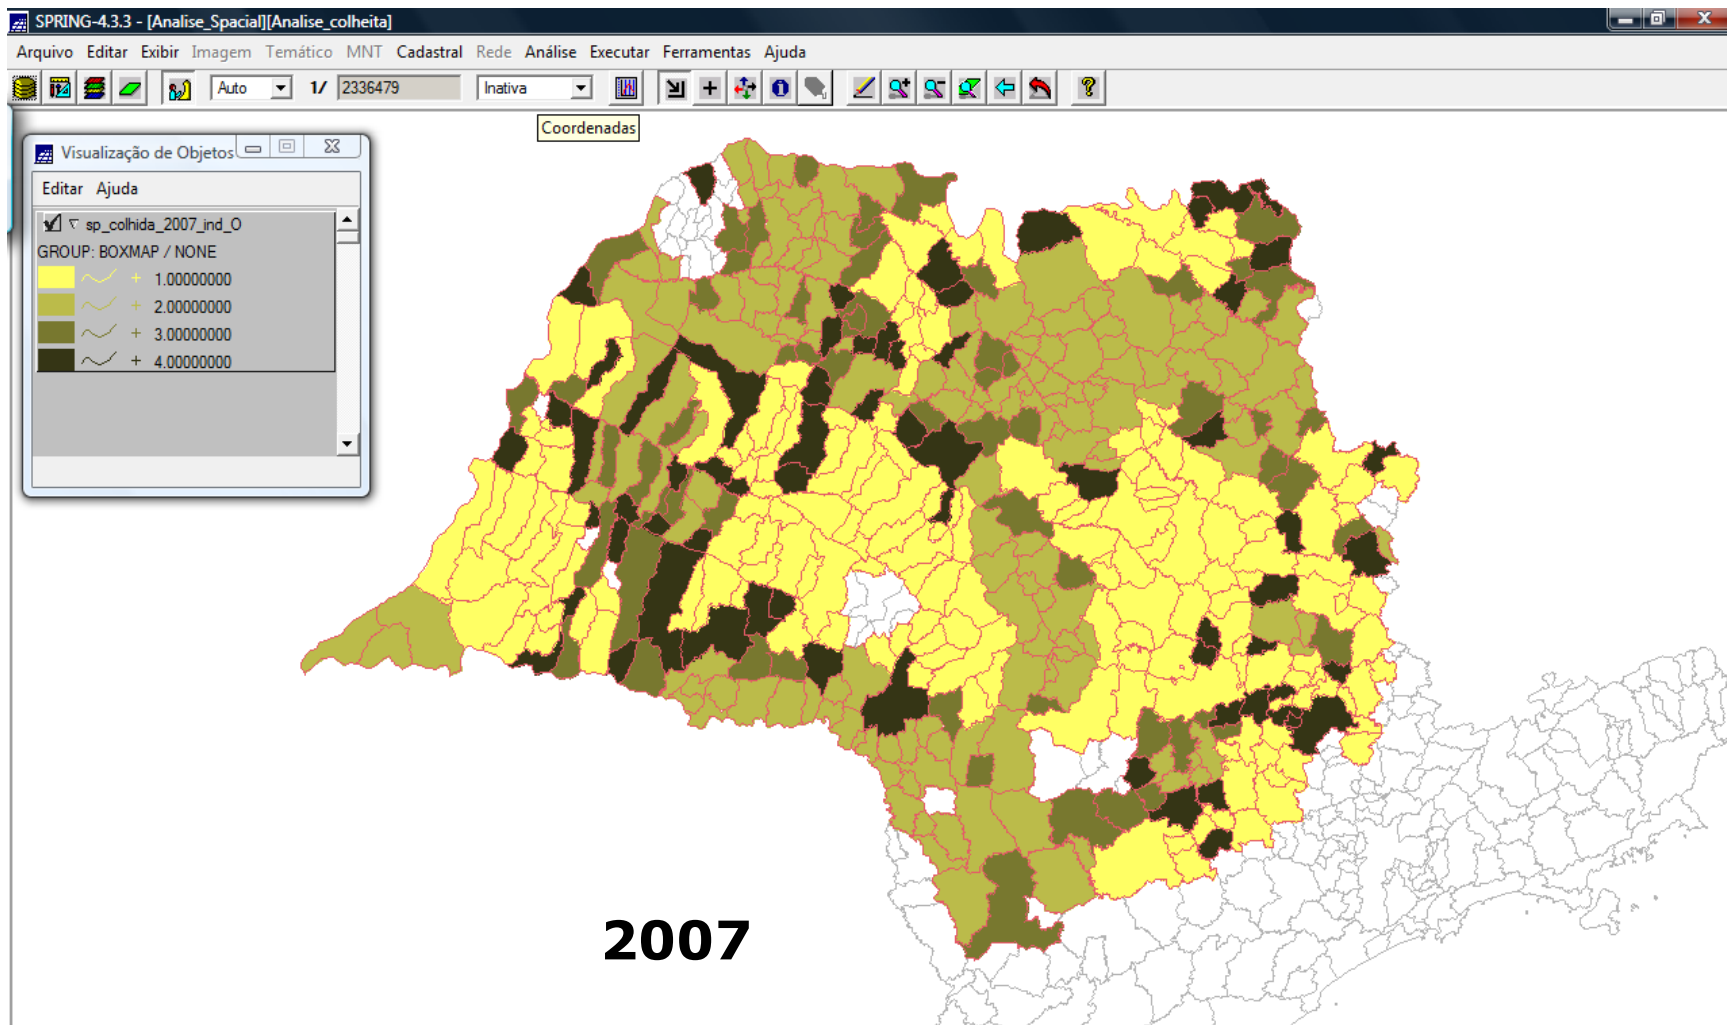 SPRING-4.3.3 - [Analise_Spacial][Analise_colheita]
Arquivo Editar Exibir Imagem Temático MNT Cadastral Rede Análise Executar Ferramentas Ajuda
Auto 1/ 2336479 Inativa
Coordenadas
Visualização de Objetos
Editar Ajuda
sp_colhida_2007_ind_O
GROUP: BOXMAP / NONE
1.00000000
2.00000000
3.00000000
4.00000000
2007